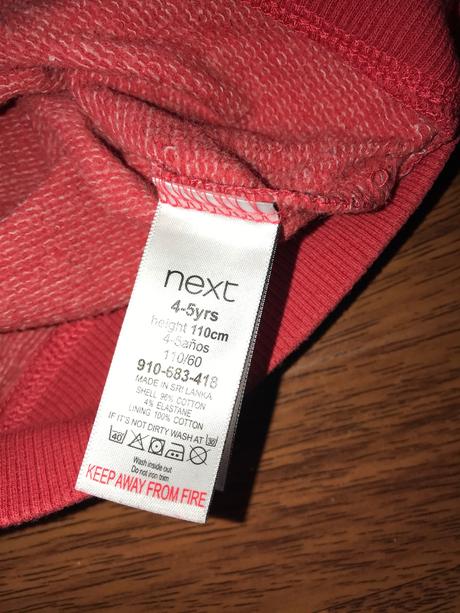 next
4-5yrs
height 110cm
4-5años
110/60
910-683-418
MADE IN SRI LANKA
SHELL 96% COTTON
4% ELASTANE
LINING 100% COTTON
IF IT'S NOT DIRTY WASH AT 30
40
Wash inside out
Do not iron trim
KEEP AWAY FROM FIRE